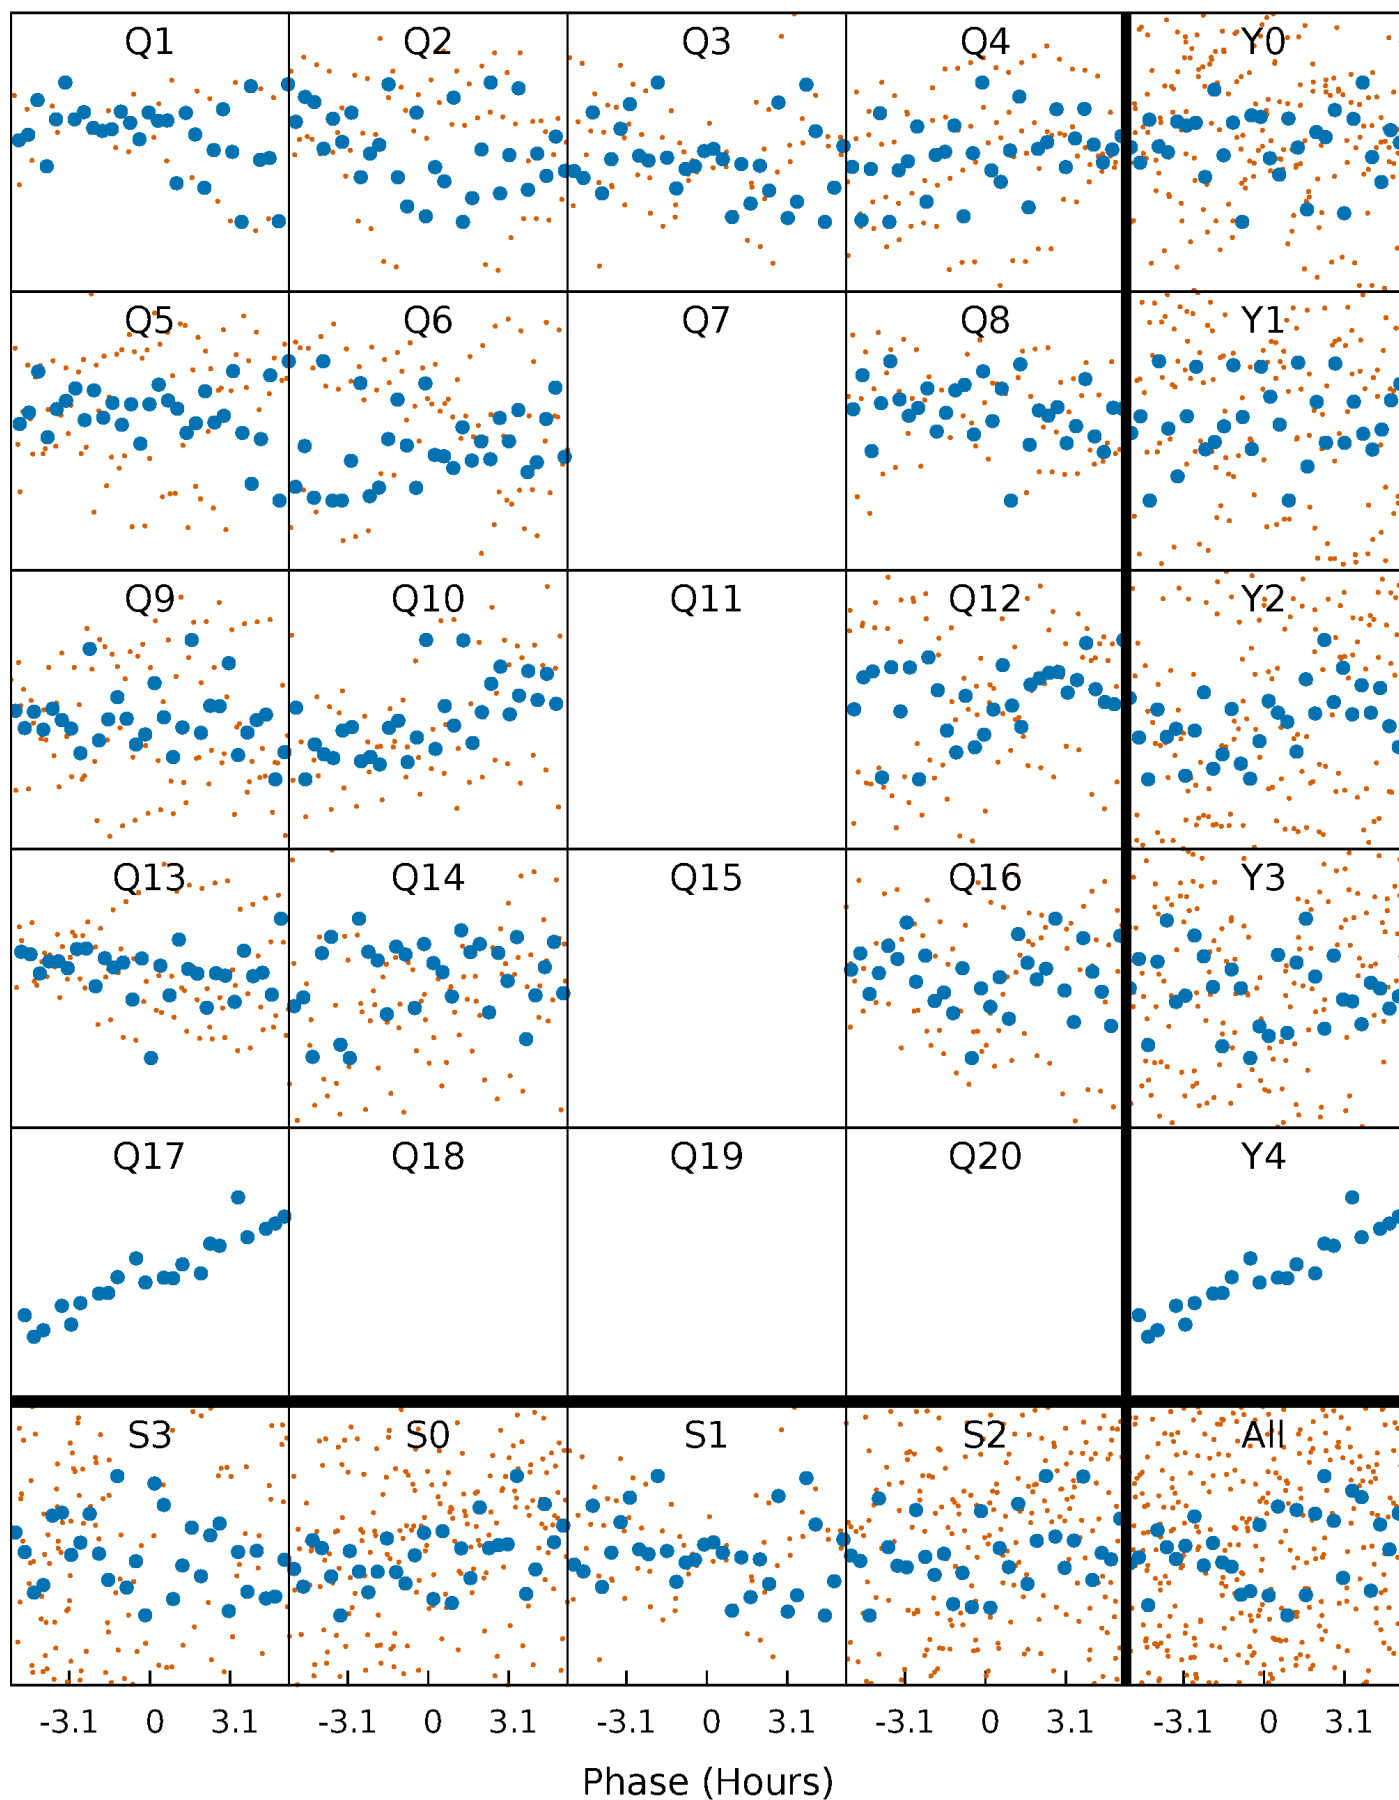 Q1 Q2 Q3 Q4 Y0
Q5 Q6 Q7 Q8 Y1
Q9 Q10 Q11 Q12 Y2
Q13 Q14 Q15 Q16 Y3
Q17 Q18 Q19 Q20 Y4
S3 S0 S1 S2 All
-3.1 0 3.1 -3.1 0 3.1 -3.1 0 3.1 -3.1 0 3.1 -3.1 0 3.1
Phase (Hours)